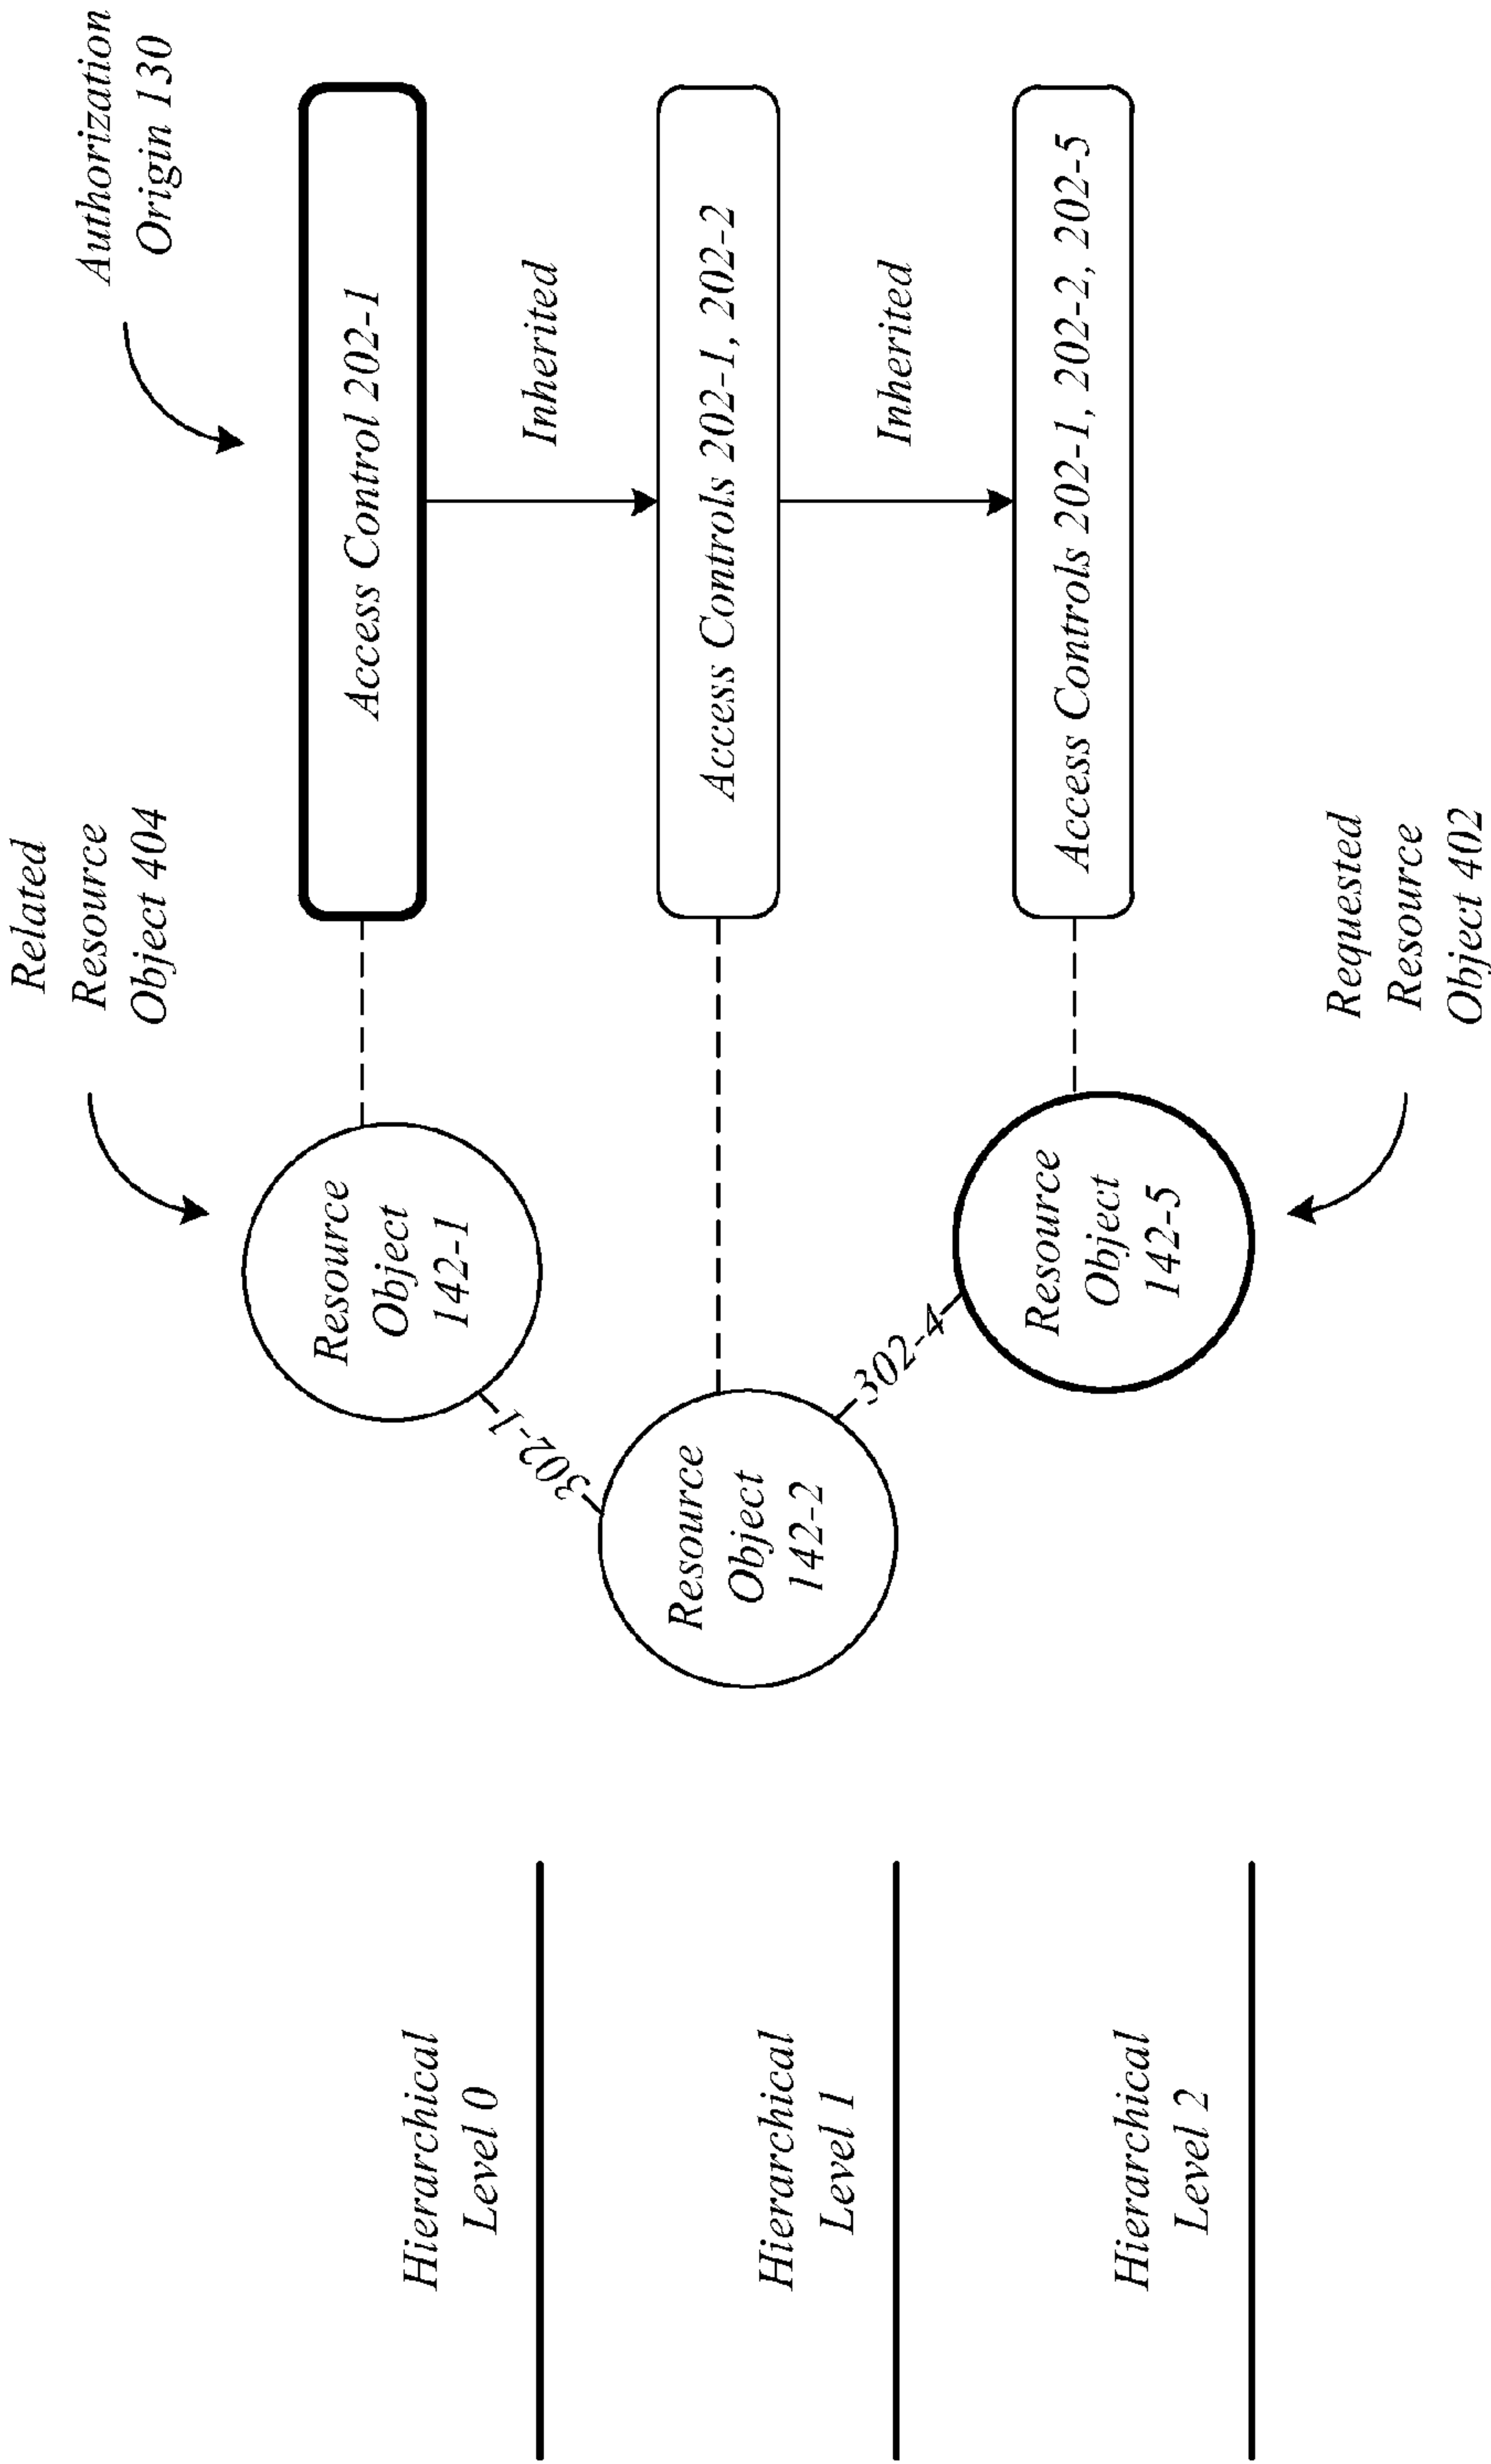 Related
Resource
Object 404
Authorization
Origin 130
Hierarchical
Level 0
Resource
Object
142-1
Access Control 202-1
302-1
Inherited
Hierarchical
Level 1
Resource
Object
142-2
Access Controls 202-1, 202-2
302-4
Inherited
Hierarchical
Level 2
Resource
Object
142-5
Access Controls 202-1, 202-2, 202-5
Requested
Resource
Object 402